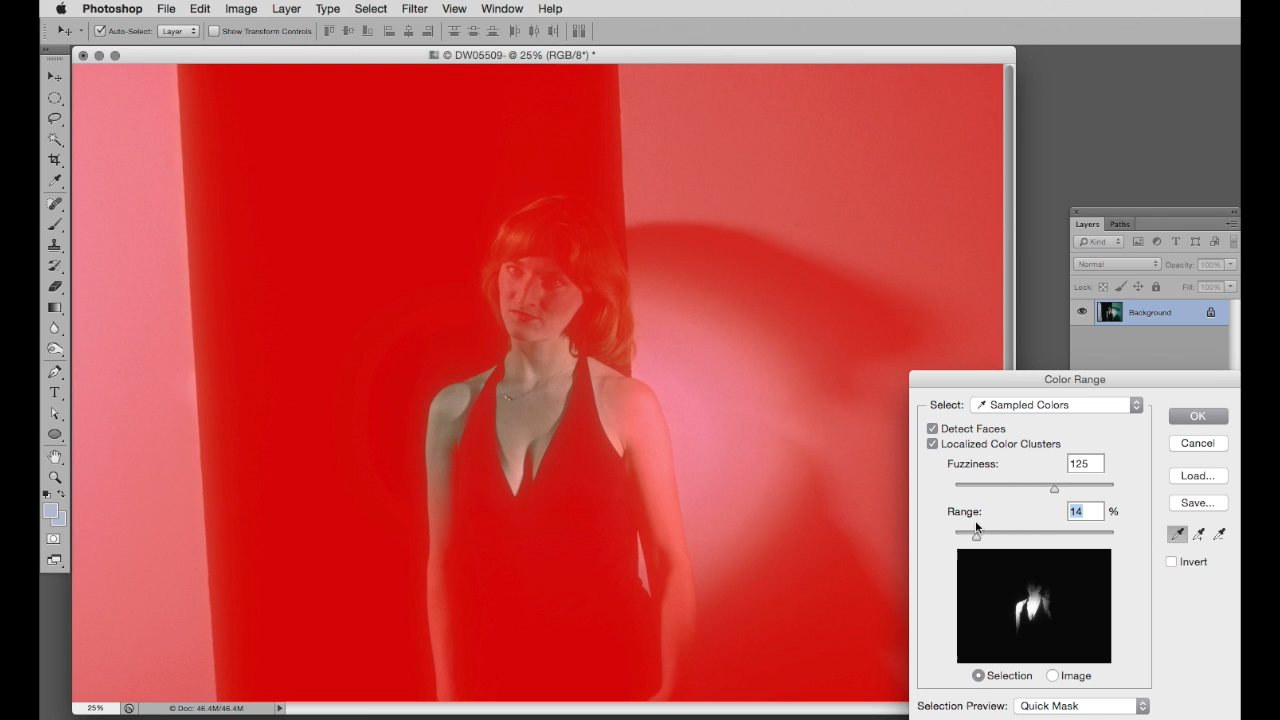 Photoshop File Edit Image Layer Type Select Filter View Window Help
Auto-Select: Layer Show Transform Controls
© DW05509- @ 25% (RGB/8*) *
Layers Paths
Kind
Normal Opacity: 100%
Lock: Fill: 100%
Background
Color Range
Select: Sampled Colors OK
Detect Faces
Localized Color Clusters Cancel
Fuzziness: 125
Load...
Save...
Range: 14 %
Invert
Selection Image
Selection Preview: Quick Mask
25% © Doc: 46.4M/46.4M